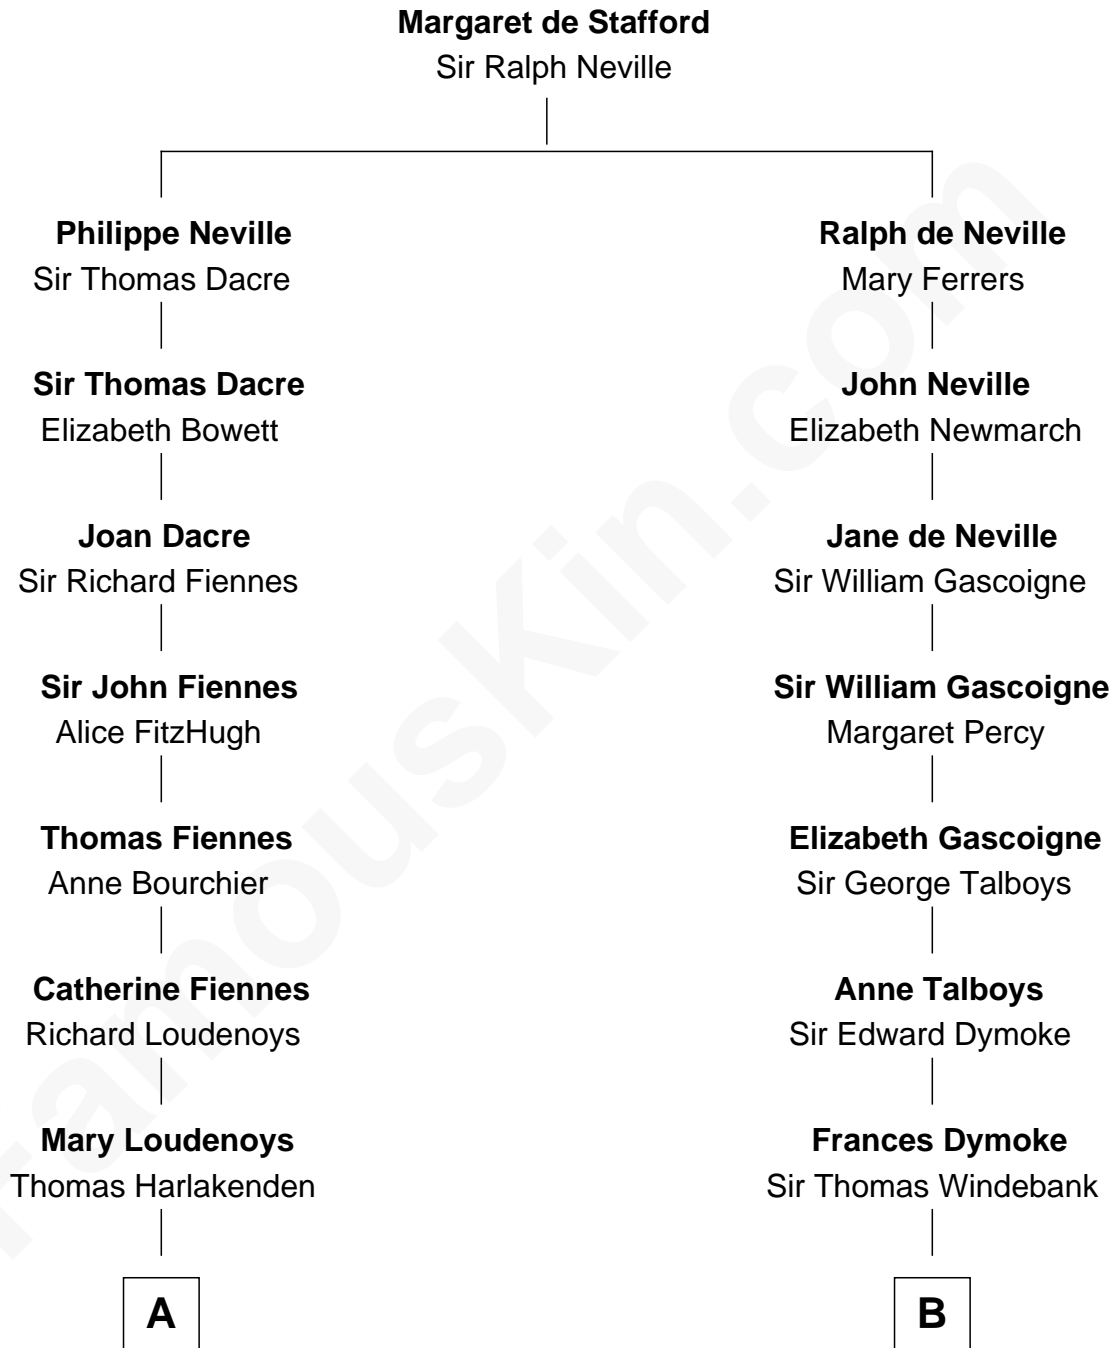 Margaret de Stafford
Sir Ralph Neville
Philippe Neville
Sir Thomas Dacre
Ralph de Neville
Mary Ferrers
Sir Thomas Dacre
Elizabeth Bowett
John Neville
Elizabeth Newmarch
Joan Dacre
Sir Richard Fiennes
Jane de Neville
Sir William Gascoigne
Sir John Fiennes
Alice FitzHugh
Sir William Gascoigne
Margaret Percy
Thomas Fiennes
Anne Bourchier
Elizabeth Gascoigne
Sir George Talboys
Catherine Fiennes
Richard Loudenoys
Anne Talboys
Sir Edward Dymoke
Mary Loudenoys
Thomas Harlakenden
Frances Dymoke
Sir Thomas Windebank
A
B
FamousKin.com